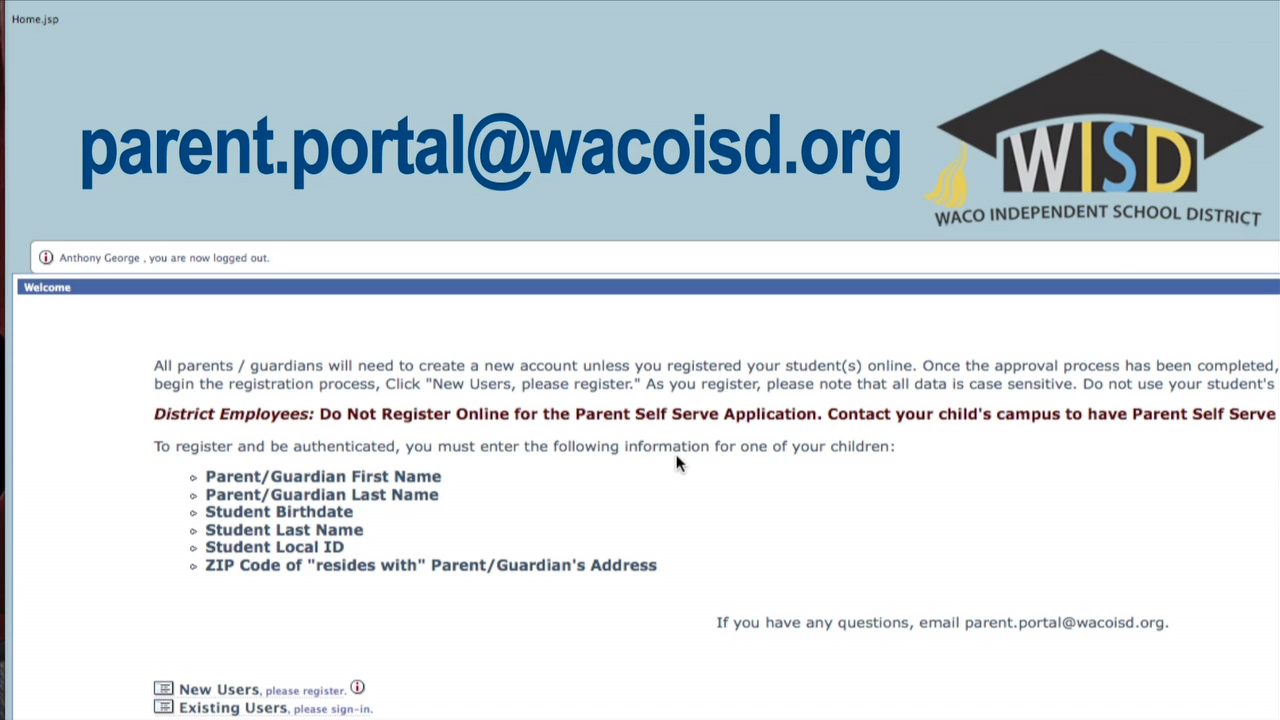 Home.jsp
parent.portal@wacoisd.org
WISD
WACO INDEPENDENT SCHOOL DISTRICT
Anthony George , you are now logged out.
Welcome
All parents / guardians will need to create a new account unless you registered your student(s) online. Once the approval process has been completed,
begin the registration process, Click "New Users, please register." As you register, please note that all data is case sensitive. Do not use your student's
District Employees: Do Not Register Online for the Parent Self Serve Application. Contact your child's campus to have Parent Self Serve
To register and be authenticated, you must enter the following information for one of your children:
Parent/Guardian First Name
Parent/Guardian Last Name
Student Birthdate
Student Last Name
Student Local ID
ZIP Code of "resides with" Parent/Guardian's Address
If you have any questions, email parent.portal@wacoisd.org.
New Users, please register.
Existing Users, please sign-in.